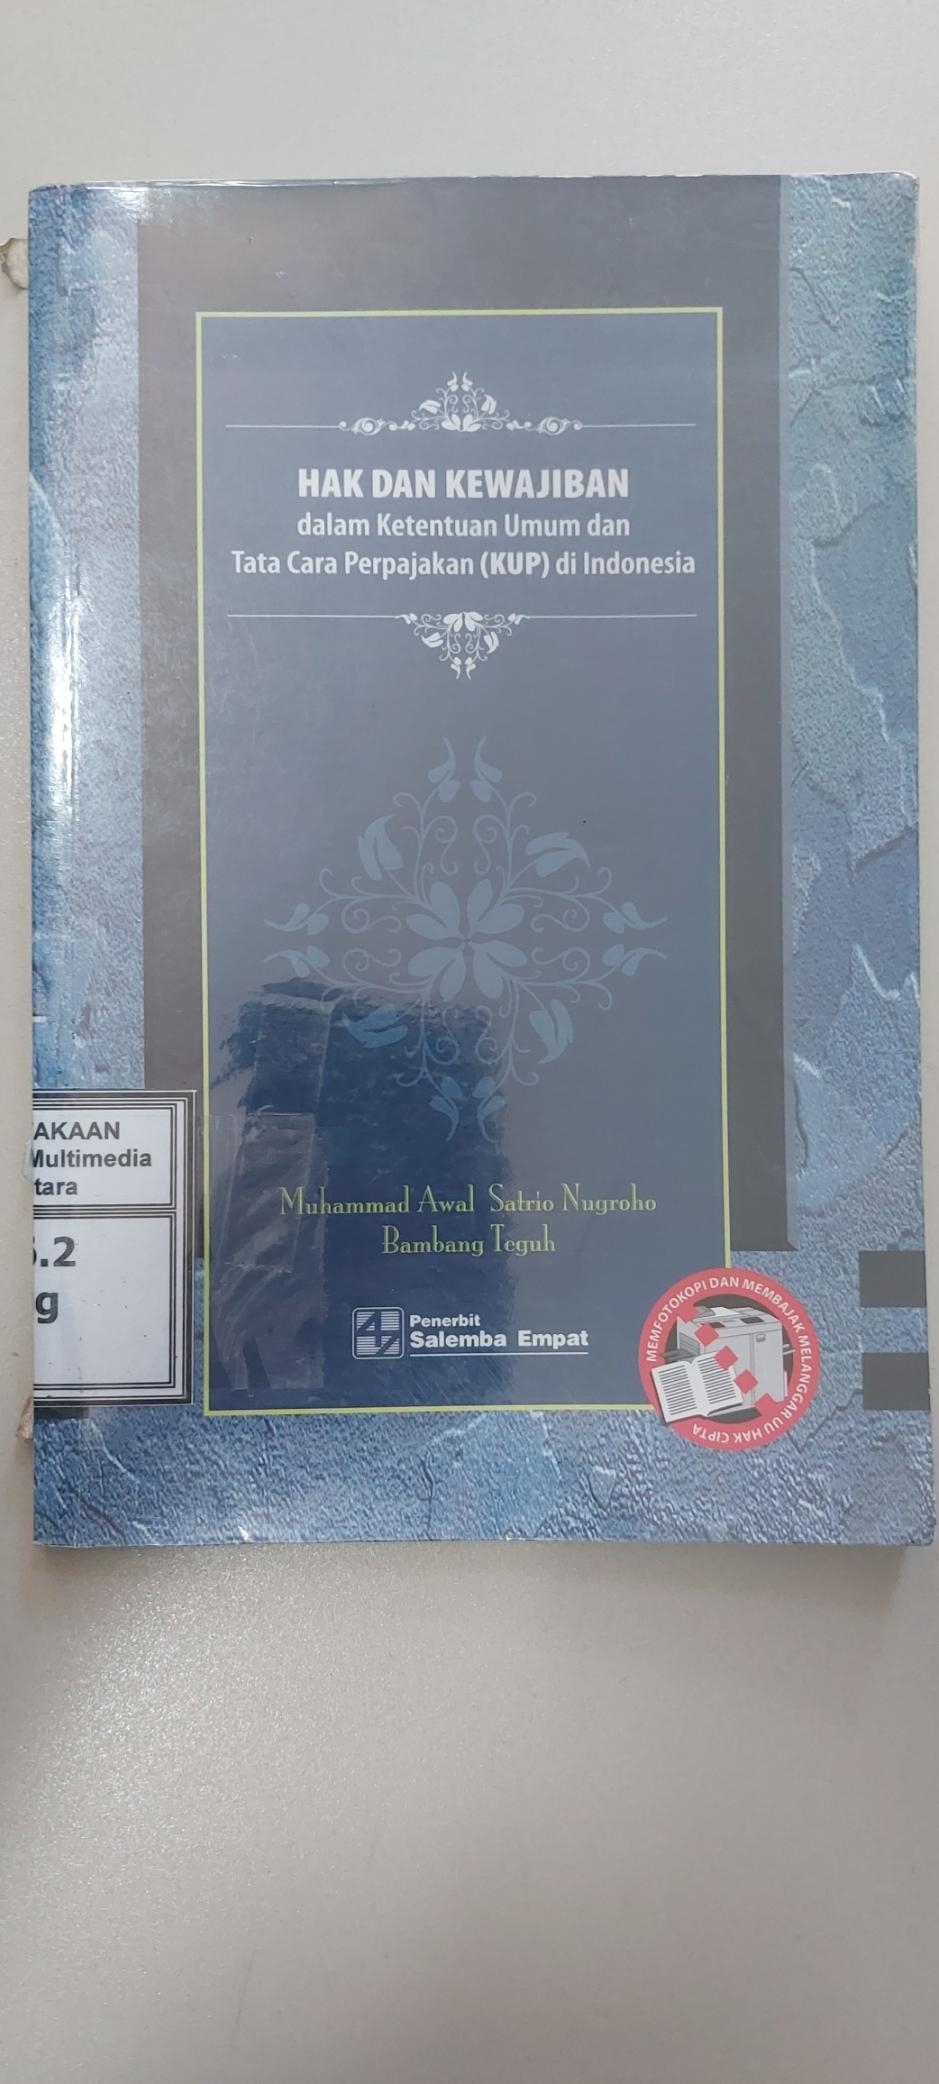 HAK DAN KEWAJIBAN
dalam Ketentuan Umum dan
Tata Cara Perpajakan (KUP) di Indonesia
AKAAN
Multimedia
tara
.2
g
Muhammad Awal Satrio Nugroho
Bambang Teguh
Penerbit
Salemba Empat
MEMFOTOKOPI DAN MEMBAJAK MELANGGAR UU HAK CIPTA